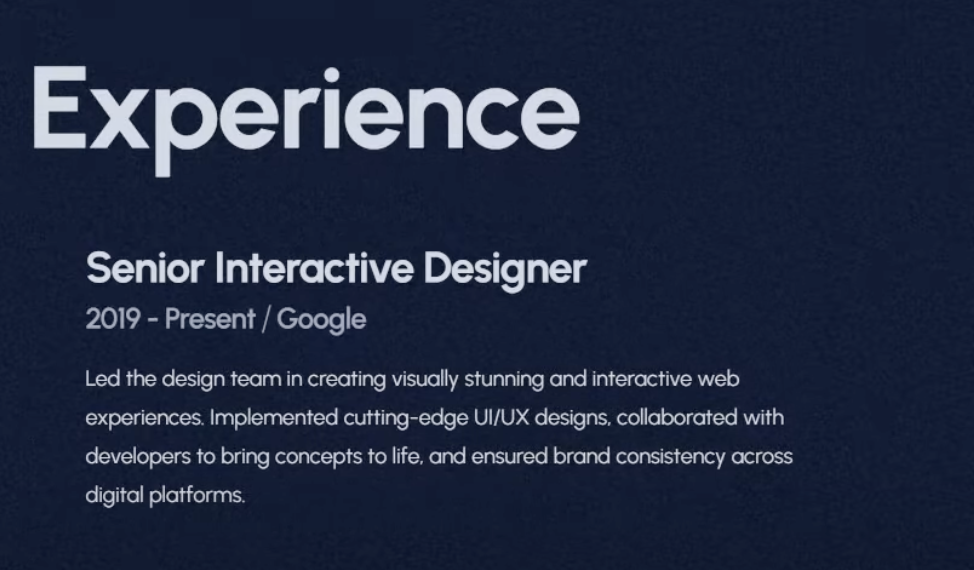 Experience
Senior Interactive Designer
2019 - Present / Google
Led the design team in creating visually stunning and interactive web
experiences. Implemented cutting-edge UI/UX designs, collaborated with
developers to bring concepts to life, and ensured brand consistency across
digital platforms.